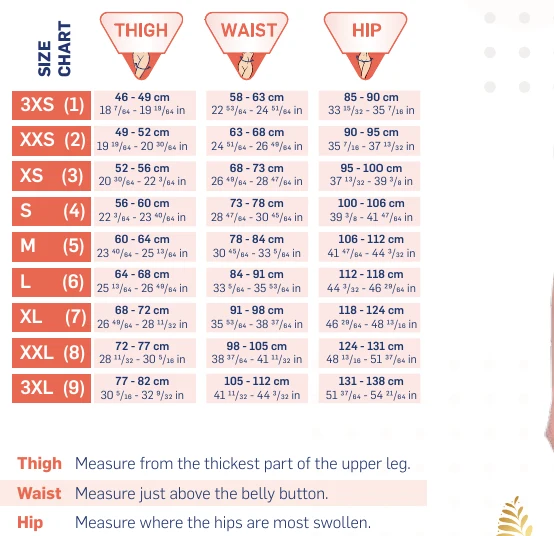 SIZE
CHART
THIGH WAIST HIP
3XS (1) 46 - 49 cm 58 - 63 cm 85 - 90 cm
18 7/64 - 19 19/64 in 22 53/64 - 24 51/64 in 33 15/32 - 35 7/16 in
XXS (2) 49 - 52 cm 63 - 68 cm 90 - 95 cm
19 19/64 - 20 30/64 in 24 51/64 - 26 49/64 in 35 7/16 - 37 13/32 in
XS (3) 52 - 56 cm 68 - 73 cm 95 - 100 cm
20 30/64 - 22 3/64 in 26 49/64 - 28 47/64 in 37 13/32 - 39 3/8 in
S (4) 56 - 60 cm 73 - 78 cm 100 - 106 cm
22 3/64 - 23 40/64 in 28 47/64 - 30 45/64 in 39 3/8 - 41 47/64 in
M (5) 60 - 64 cm 78 - 84 cm 106 - 112 cm
23 40/64 - 25 13/64 in 30 45/64 - 33 5/64 in 41 47/64 - 44 3/32 in
L (6) 64 - 68 cm 84 - 91 cm 112 - 118 cm
25 13/64 - 26 49/64 in 33 5/64 - 35 53/64 in 44 3/32 - 46 29/64 in
XL (7) 68 - 72 cm 91 - 98 cm 118 - 124 cm
26 49/64 - 28 11/32 in 35 53/64 - 38 37/64 in 46 29/64 - 48 13/16 in
XXL (8) 72 - 77 cm 98 - 105 cm 124 - 131 cm
28 11/32 - 30 5/16 in 38 37/64 - 41 11/32 in 48 13/16 - 51 37/64 in
3XL (9) 77 - 82 cm 105 - 112 cm 131 - 138 cm
30 5/16 - 32 9/32 in 41 11/32 - 44 3/32 in 51 37/64 - 54 21/64 in
Thigh Measure from the thickest part of the upper leg.
Waist Measure just above the belly button.
Hip Measure where the hips are most swollen.